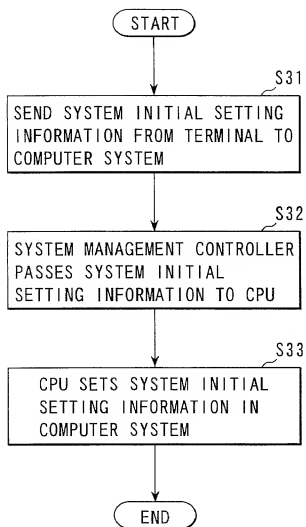 START
S31
SEND SYSTEM INITIAL SETTING
INFORMATION FROM TERMINAL TO
COMPUTER SYSTEM
S32
SYSTEM MANAGEMENT CONTROLLER
PASSES SYSTEM INITIAL
SETTING INFORMATION TO CPU
S33
CPU SETS SYSTEM INITIAL
SETTING INFORMATION IN
COMPUTER SYSTEM
END